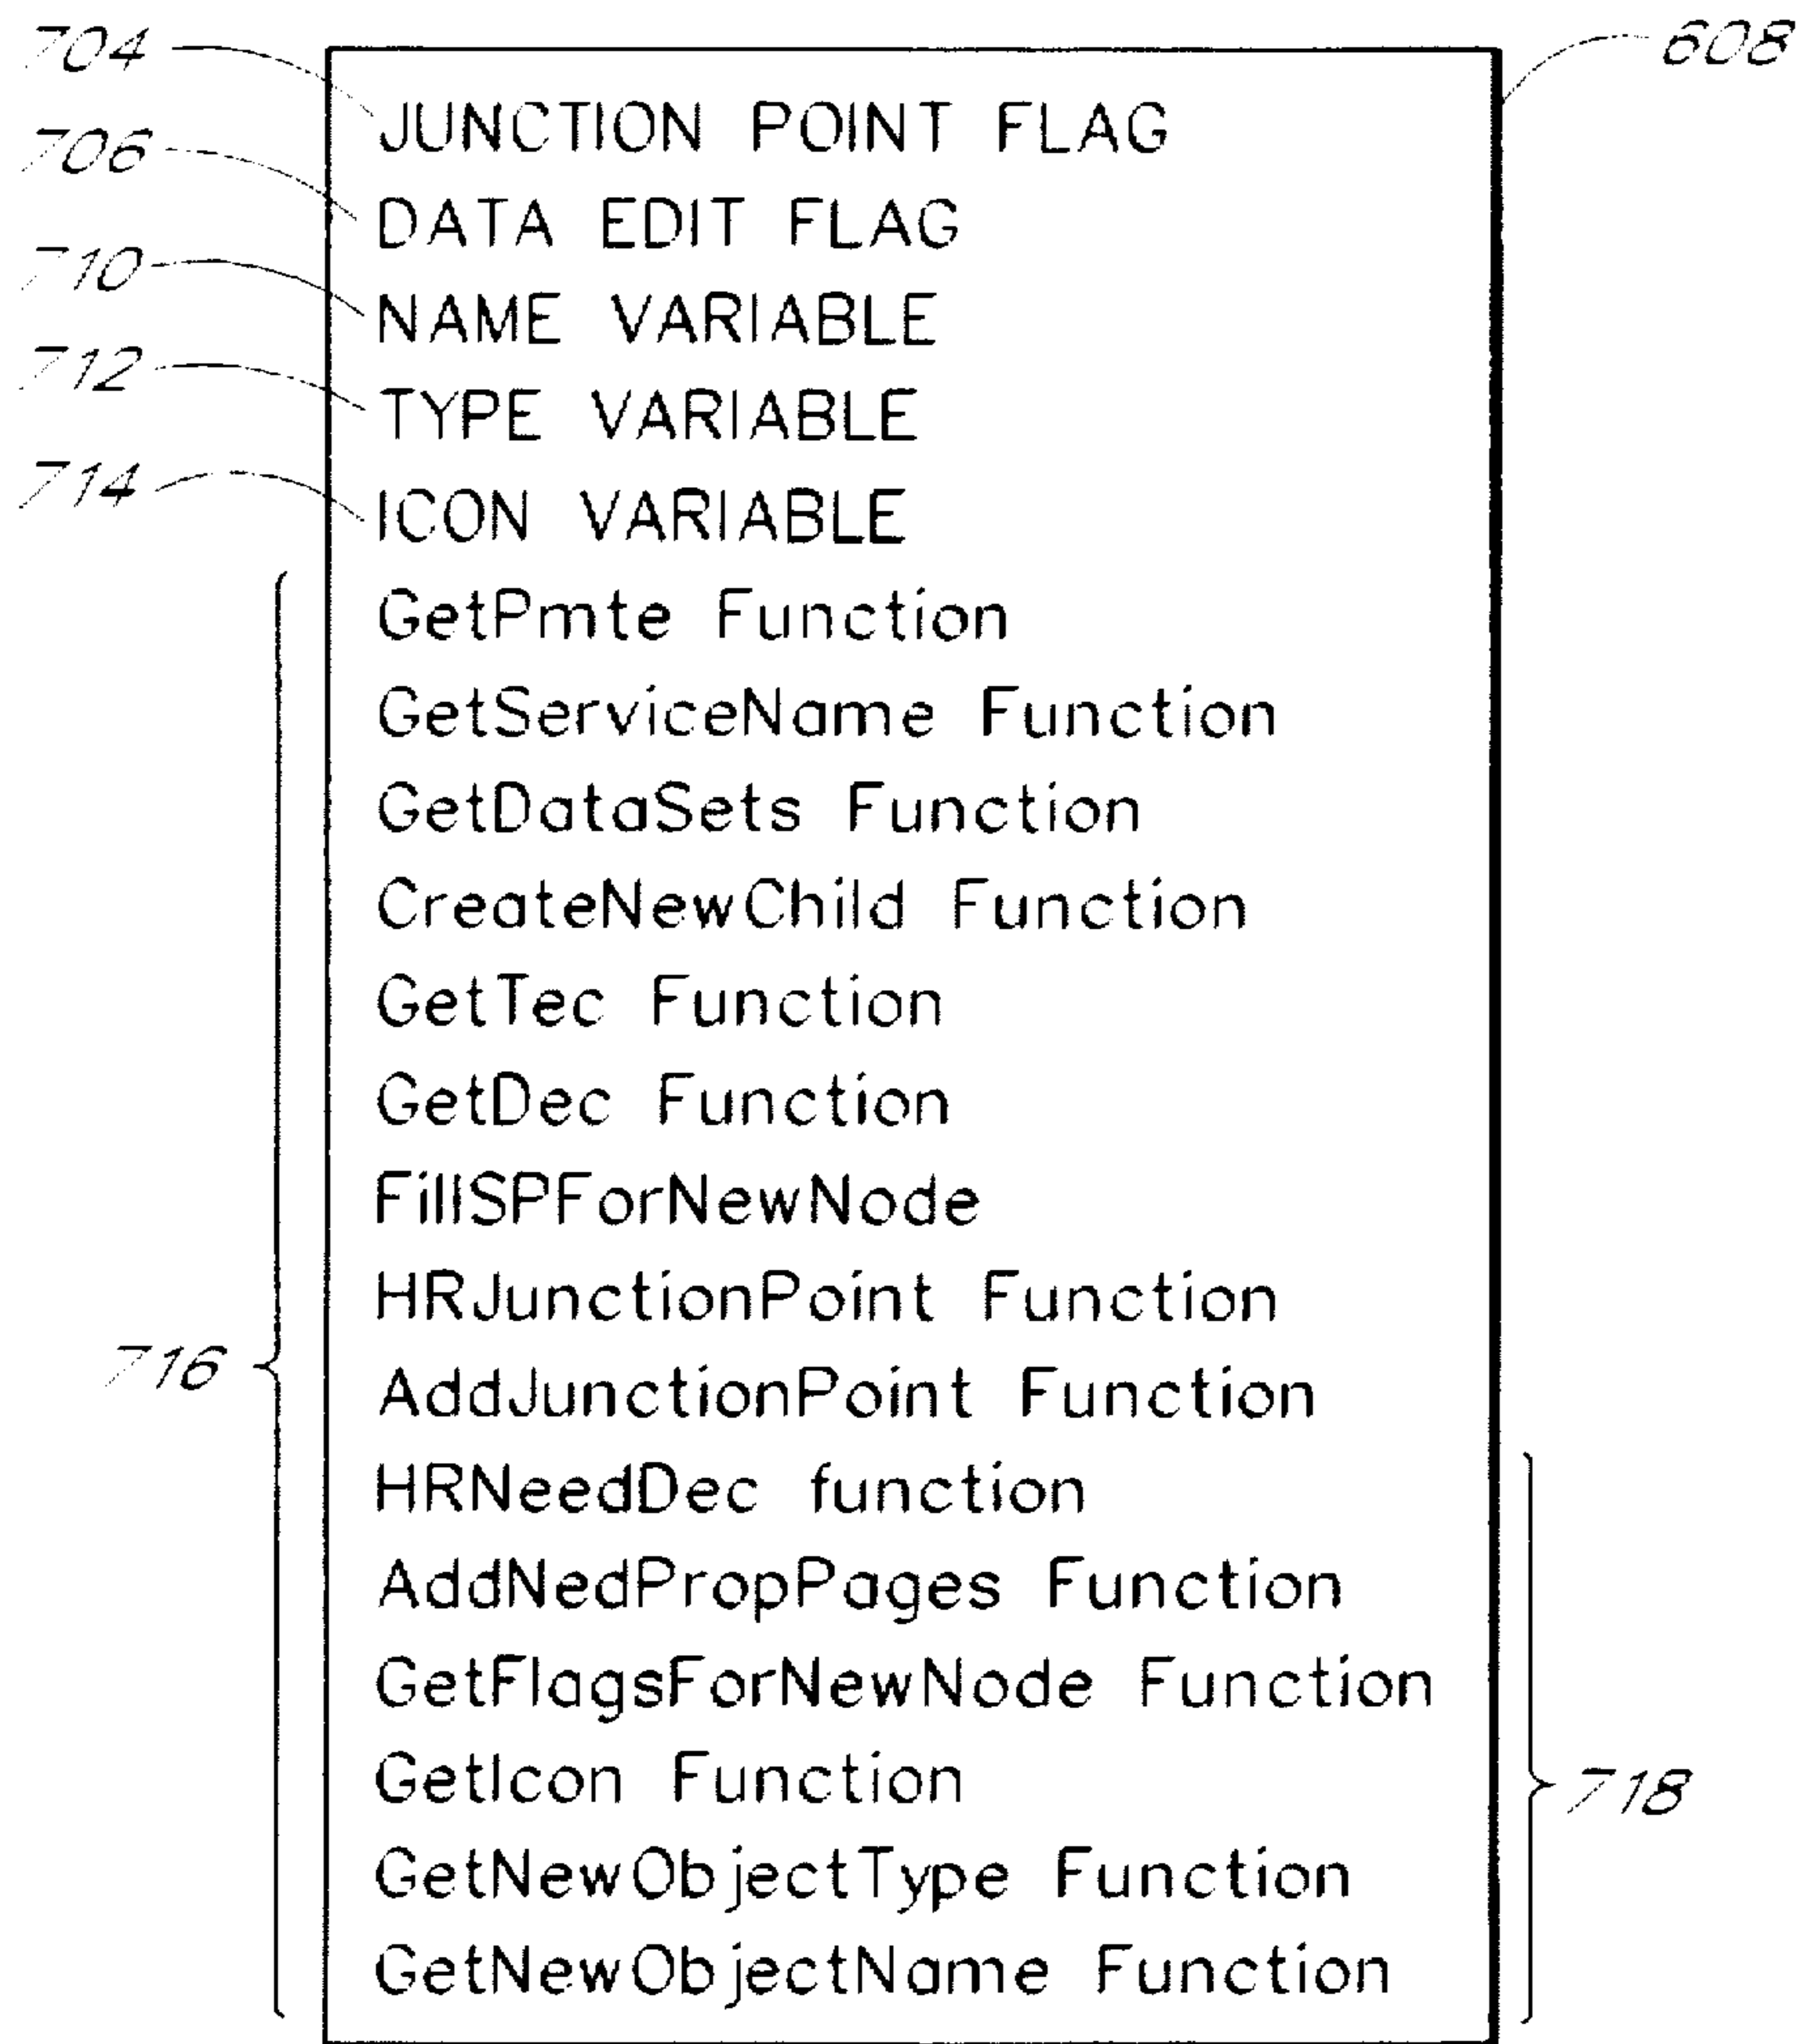 704
608
JUNCTION POINT FLAG
706
DATA EDIT FLAG
710
NAME VARIABLE
712
TYPE VARIABLE
714
ICON VARIABLE
GetPmte Function
GetServiceName Function
GetDataSets Function
CreateNewChild Function
GetTec Function
GetDec Function
FillISPForNewNode
HRJunctionPoint Function
716
AddJunctionPoint Function
HRNeedDec function
AddNedPropPages Function
GetFlagsForNewNode Function
GetIcon Function
718
GetNewObjectType Function
GetNewObjectName Function